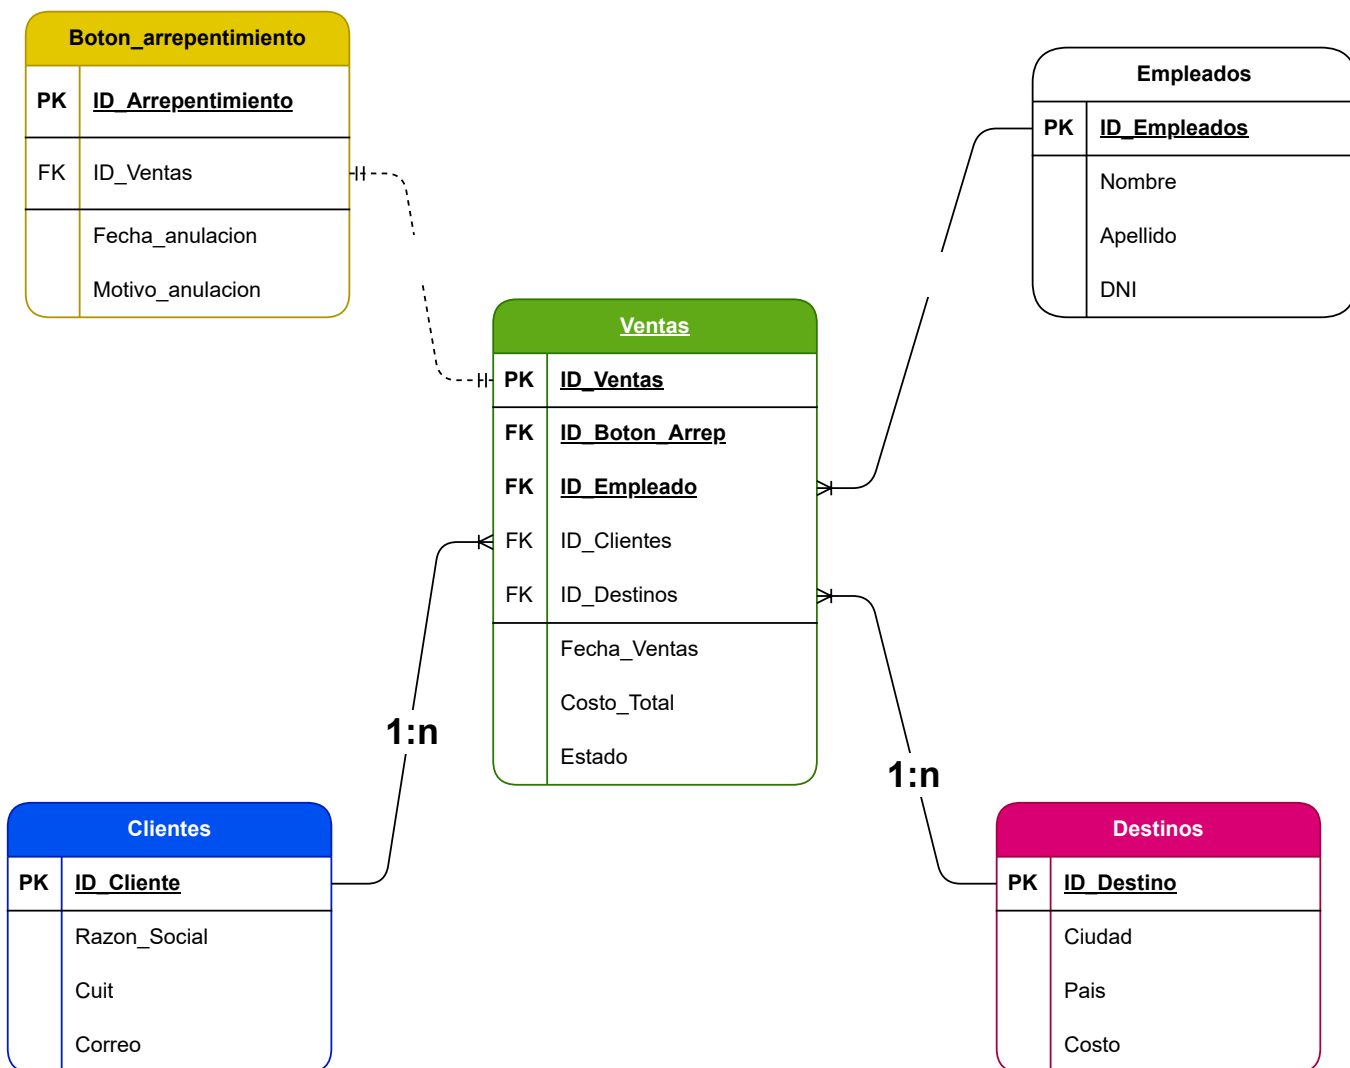 Boton_arrepentimiento
PK ID_Arrepentimiento
FK ID_Ventas
Fecha_anulacion
Motivo_anulacion
Empleados
PK ID_Empleados
Nombre
Apellido
DNI
Ventas
PK ID_Ventas
FK ID_Boton_Arrep
FK ID_Empleado
FK ID_Clientes
FK ID_Destinos
Fecha_Ventas
Costo_Total
Estado
1:n
1:n
Clientes
PK ID_Cliente
Razon_Social
Cuit
Correo
Destinos
PK ID_Destino
Ciudad
Pais
Costo